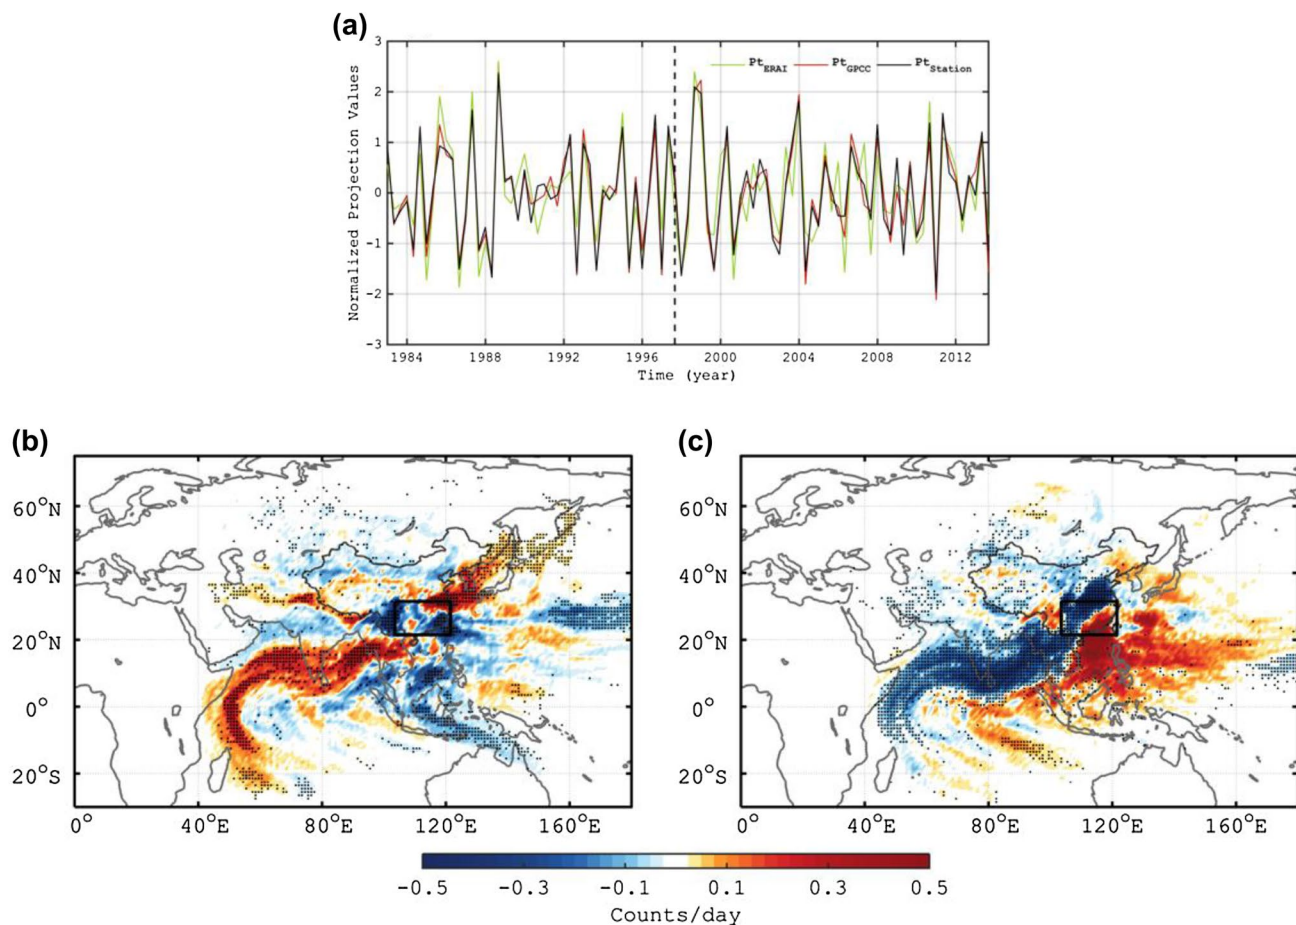 (a)
3
2
1
0
-1
-2
-3
Normalized Projection Values
Pt_ERAI Pt_GPCC Pt_Station
1984 1988 1992 1996 2000 2004 2008 2012
Time (year)
(b)
60°N
40°N
20°N
0°
20°S
0° 40°E 80°E 120°E 160°E
(c)
60°N
40°N
20°N
0°
20°S
0° 40°E 80°E 120°E 160°E
-0.5 -0.3 -0.1 0.1 0.3 0.5
Counts/day